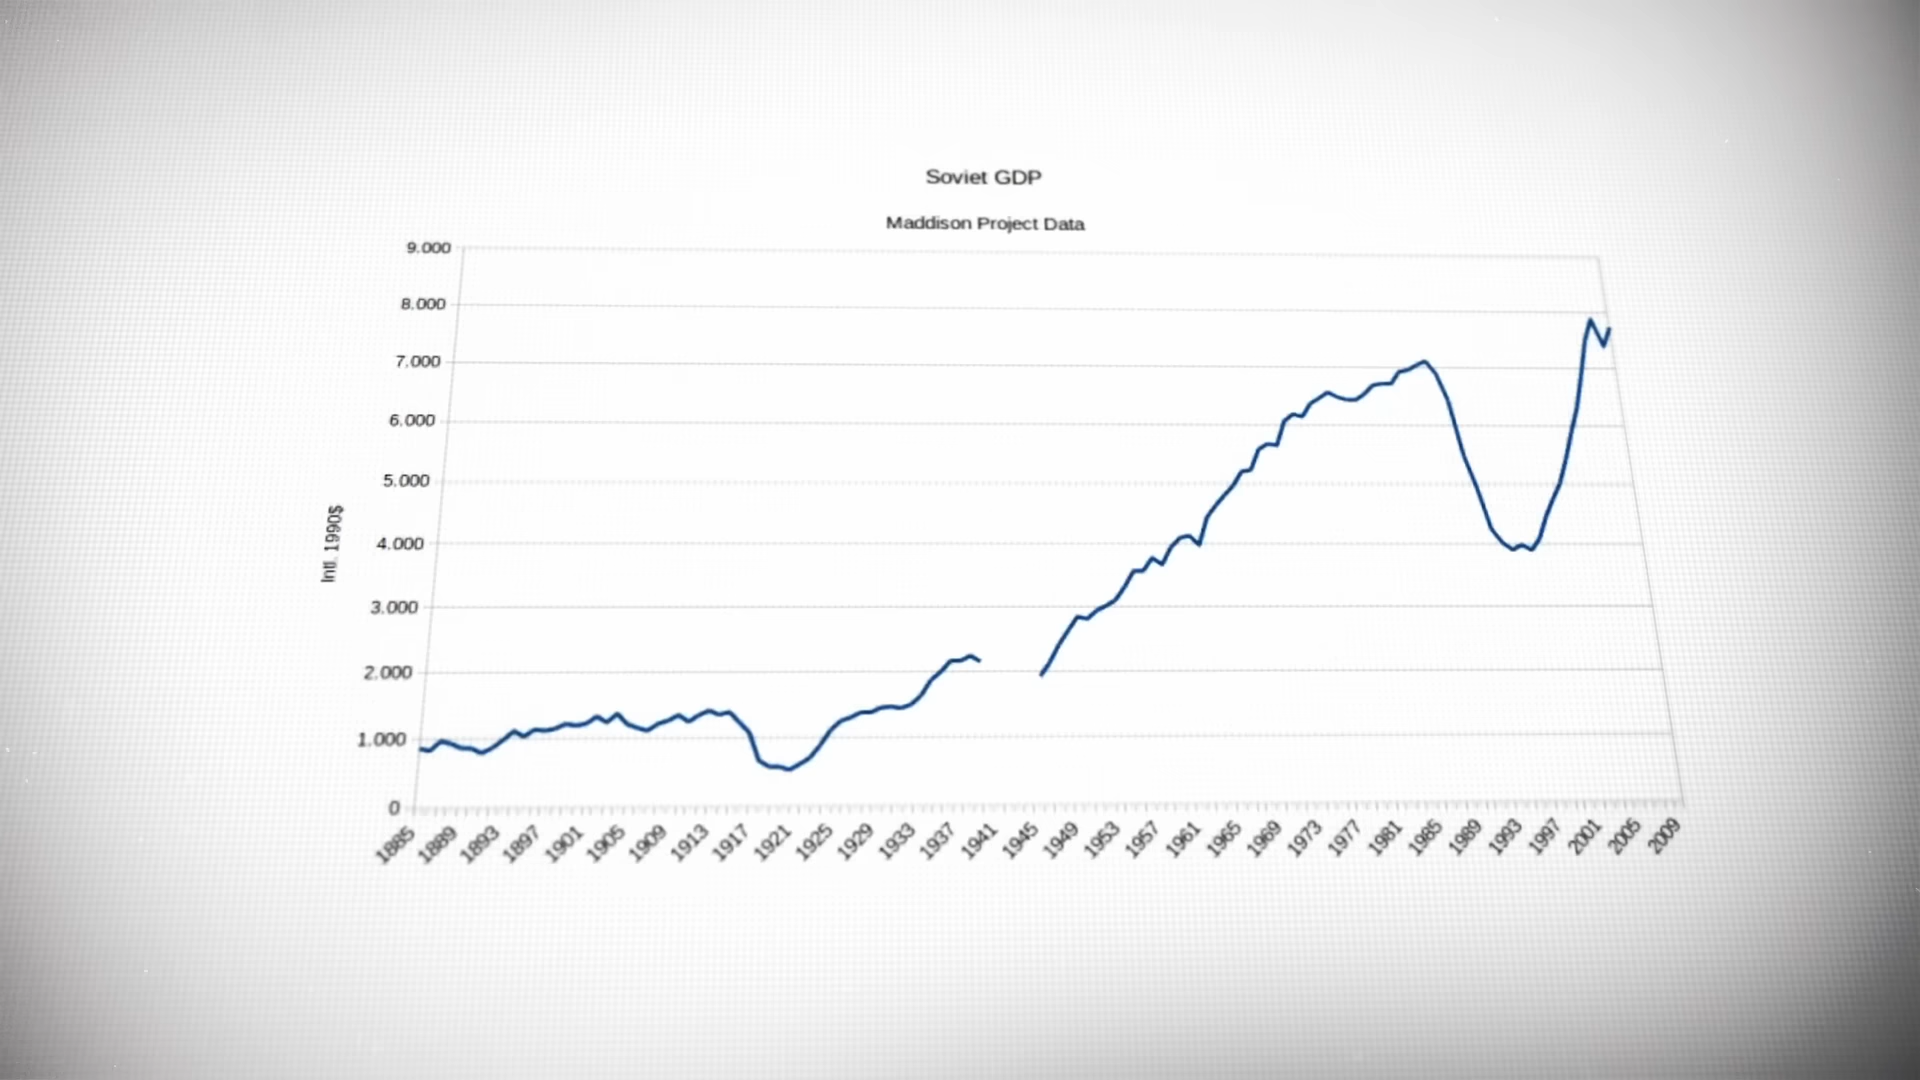 Soviet GDP
Maddison Project Data
9.000
8.000
7.000
6.000
5.000
4.000
3.000
2.000
1.000
0
Intl. 1990$
1885 1889 1893 1897 1901 1905 1909 1913 1917 1921 1925 1929 1933 1937 1941 1945 1949 1953 1957 1961 1965 1969 1973 1977 1981 1985 1989 1993 1997 2001 2005 2009